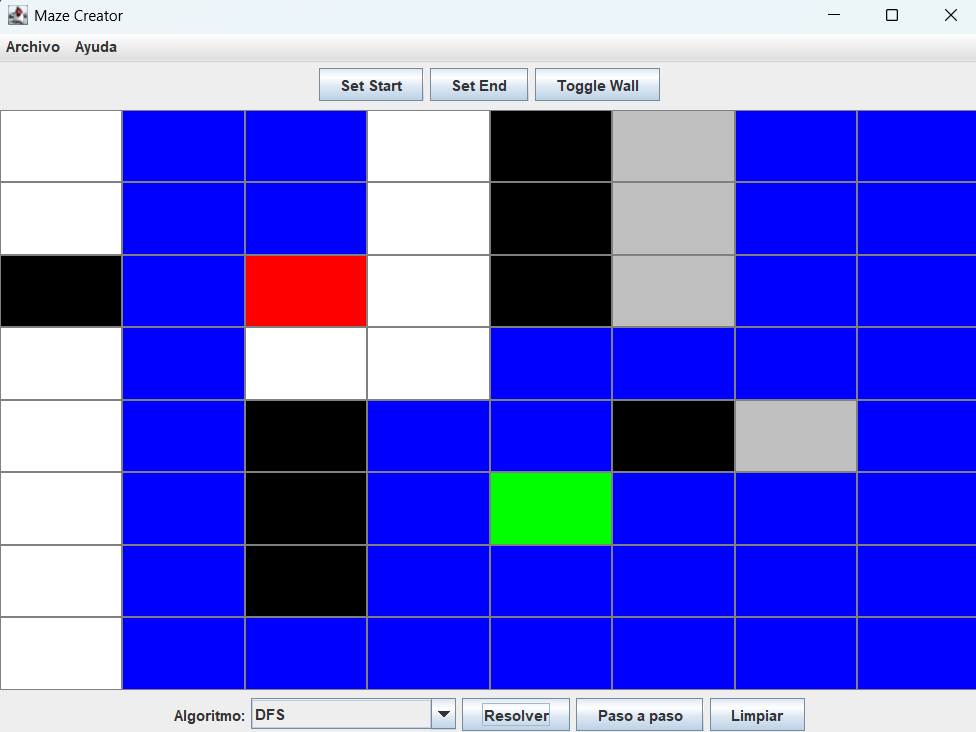 Maze Creator
Archivo Ayuda
Set Start Set End Toggle Wall
Algoritmo: DFS Resolver Paso a paso Limpiar